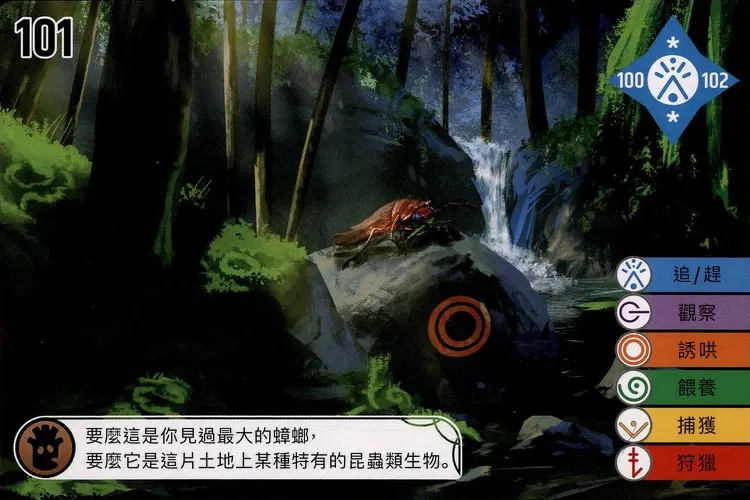 101
*
100
102
*
追/趕
觀察
誘哄
餵養
捕獲
狩獵
要麼這是你見過最大的蟑螂,
要麼它是這片土地上某種特有的昆蟲類生物。